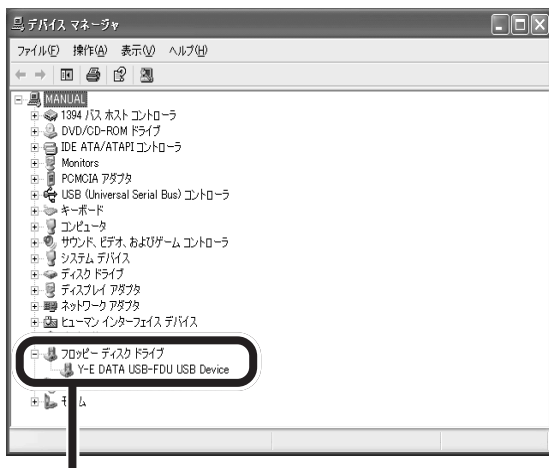 デバイス マネージャ
ファイル(F) 操作(A) 表示(V) ヘルプ(H)
MANUAL
1394 バス ホスト コントローラ
DVD/CD-ROM ドライブ
IDE ATA/ATAPI コントローラ
Monitors
PCMCIA アダプタ
USB (Universal Serial Bus) コントローラ
キーボード
コンピュータ
サウンド、ビデオ、およびゲーム コントローラ
システム デバイス
ディスク ドライブ
ディスプレイ アダプタ
ネットワーク アダプタ
ヒューマン インターフェイス デバイス
フロッピー ディスク ドライブ
Y-E DATA USB-FDU USB Device